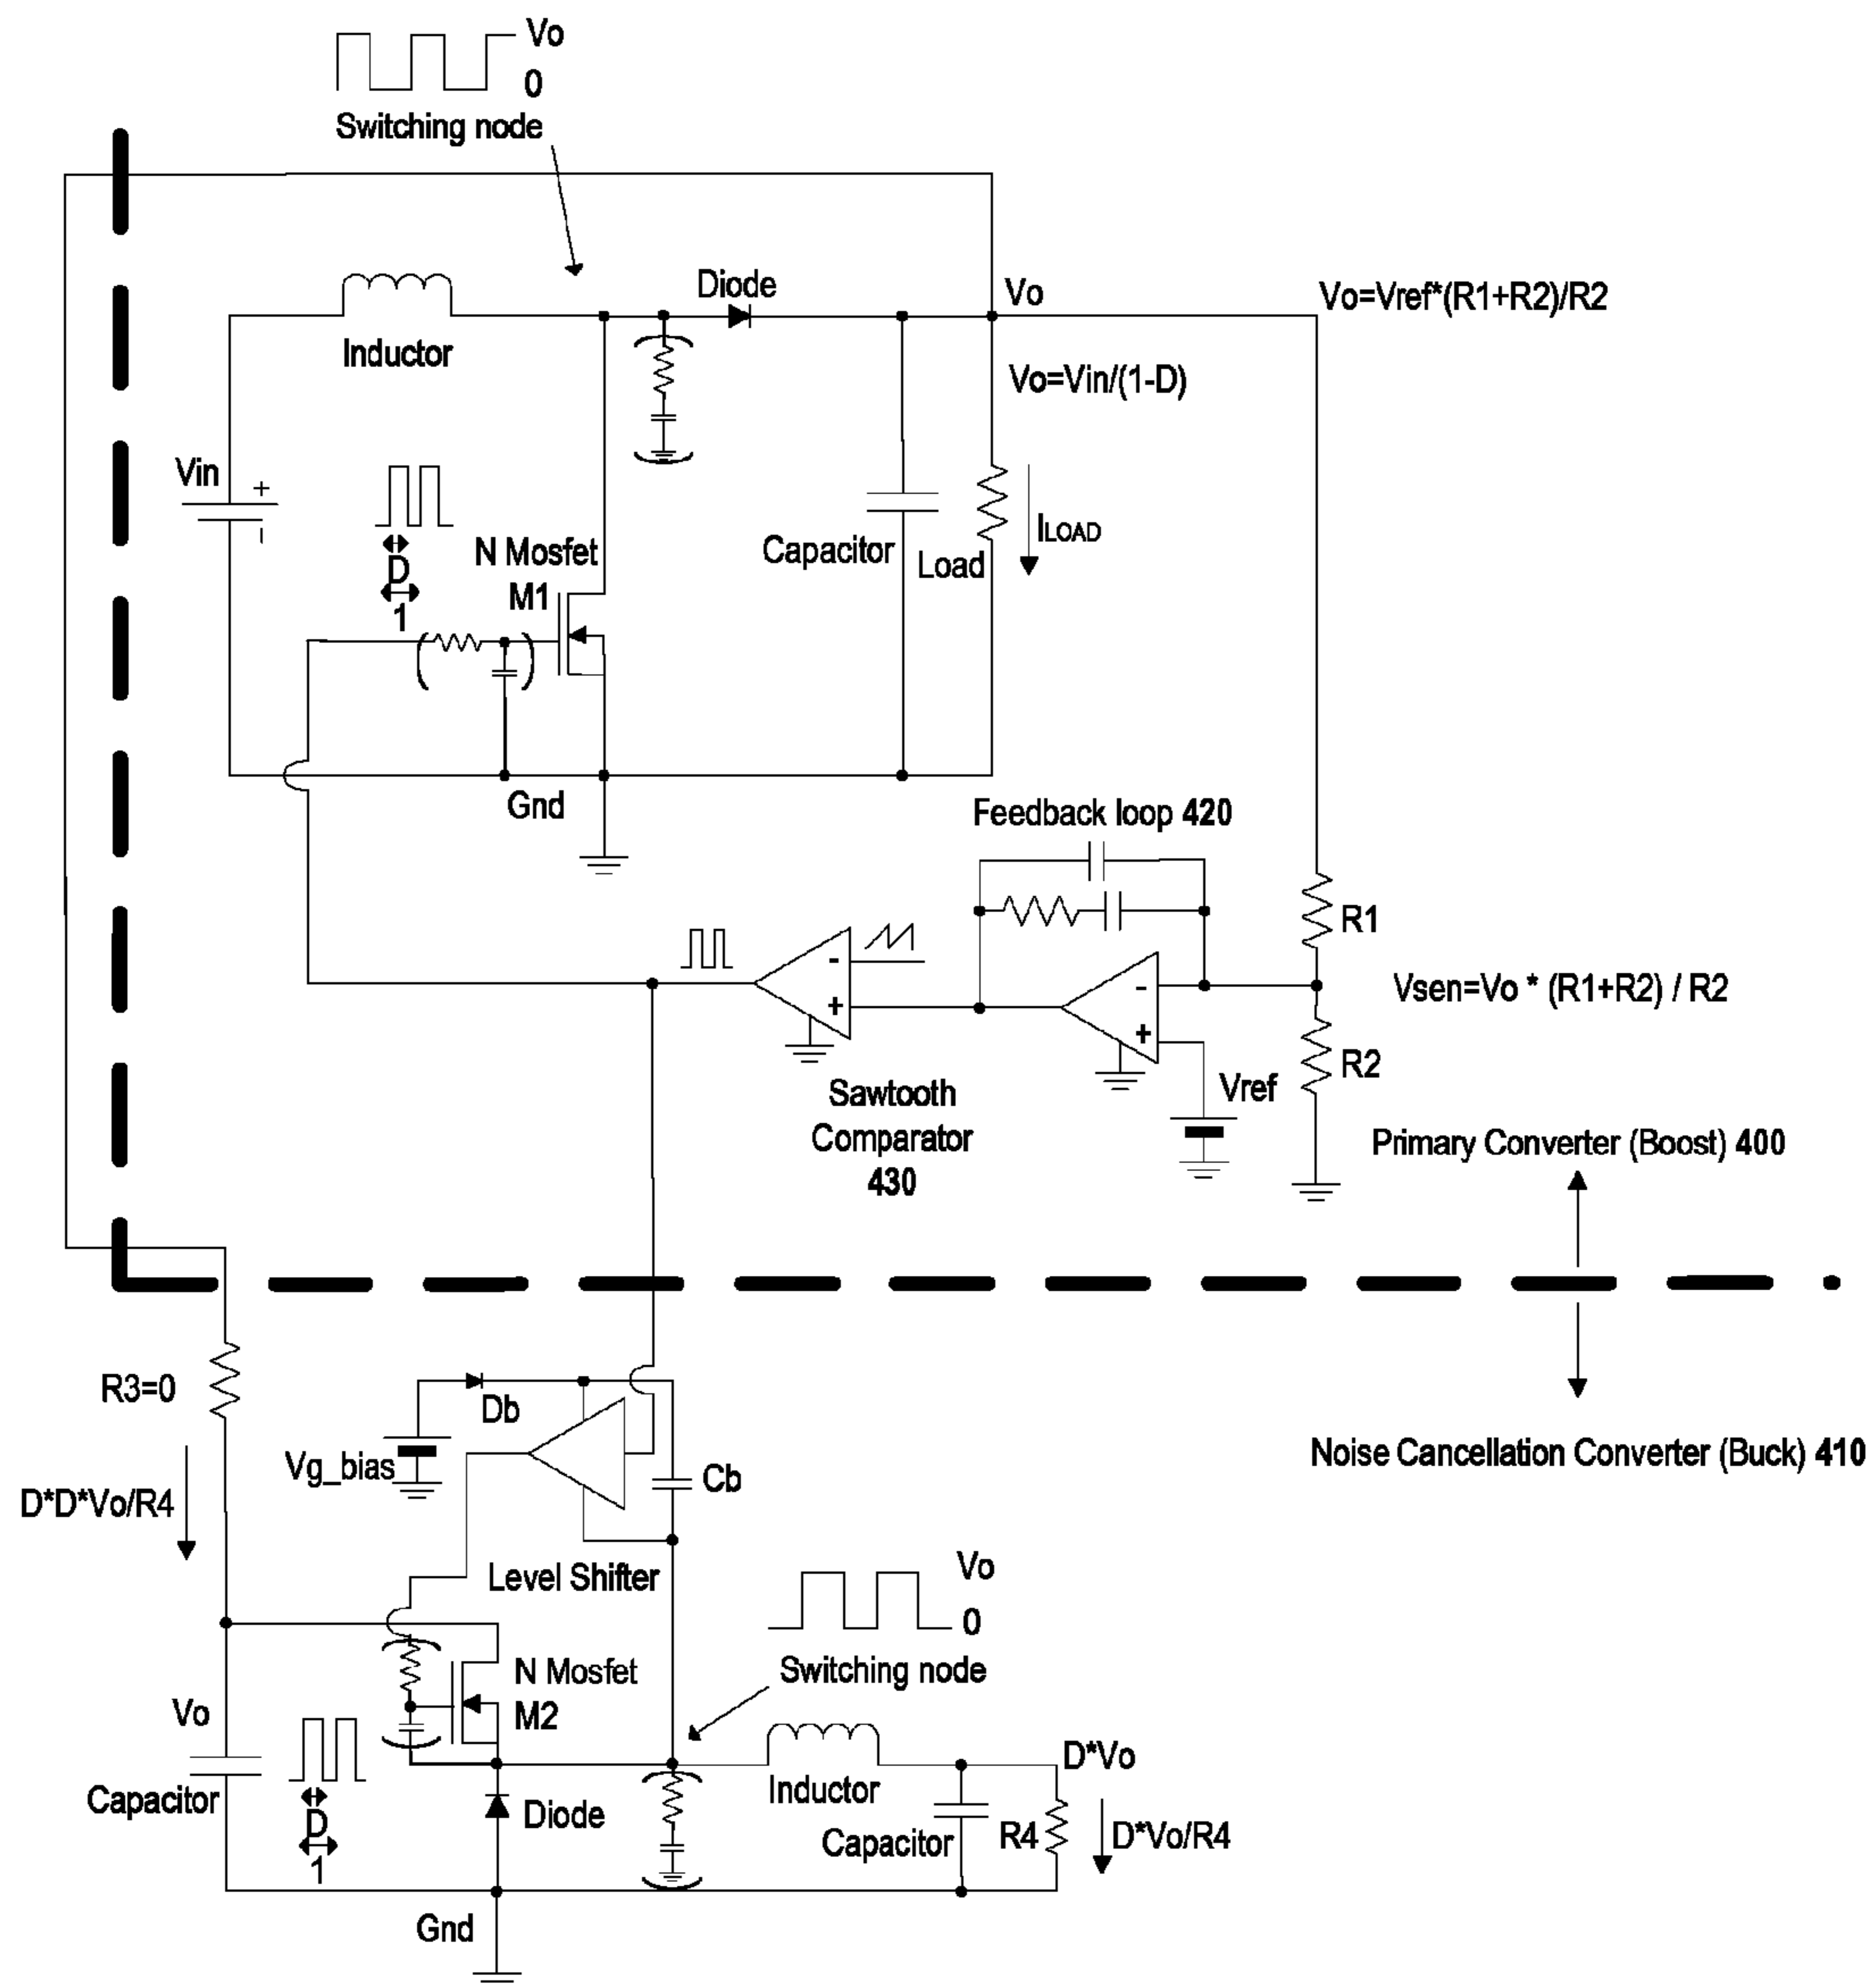 Vo
0
Switching node
Diode
Vo
Vo=Vref*(R1+R2)/R2
Inductor
Vo=Vin/(1-D)
Vin
+
-
D
1
N Mosfet
M1
Capacitor
Load
ILOAD
Gnd
Feedback loop 420
R1
-
+
-
+
Vsen=Vo * (R1+R2) / R2
R2
Vref
Sawtooth
Comparator
430
Primary Converter (Boost) 400
R3=0
Db
Vg_bias
Cb
Noise Cancellation Converter (Buck) 410
D*D*Vo/R4
Level Shifter
Vo
0
Switching node
N Mosfet
M2
Vo
Capacitor
D
1
Diode
Inductor
D*Vo
Capacitor
R4
D*Vo/R4
Gnd